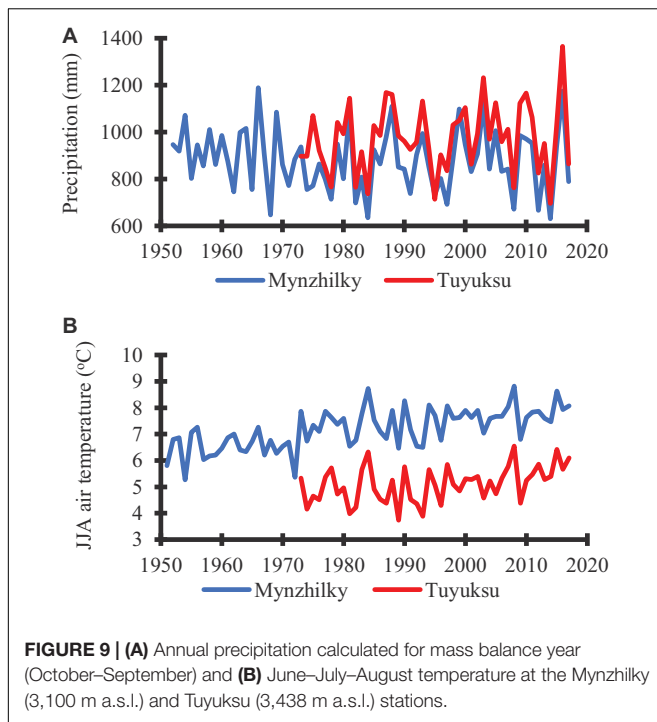 A
Precipitation (mm)
1400
1200
1000
800
600
1950 1960 1970 1980 1990 2000 2010 2020
Mynzhilky Tuyuksu
B
JJA air temperature (°C)
10
9
8
7
6
5
4
3
1950 1960 1970 1980 1990 2000 2010 2020
Mynzhilky Tuyuksu
FIGURE 9 | (A) Annual precipitation calculated for mass balance year
(October–September) and (B) June–July–August temperature at the Mynzhilky
(3,100 m a.s.l.) and Tuyuksu (3,438 m a.s.l.) stations.